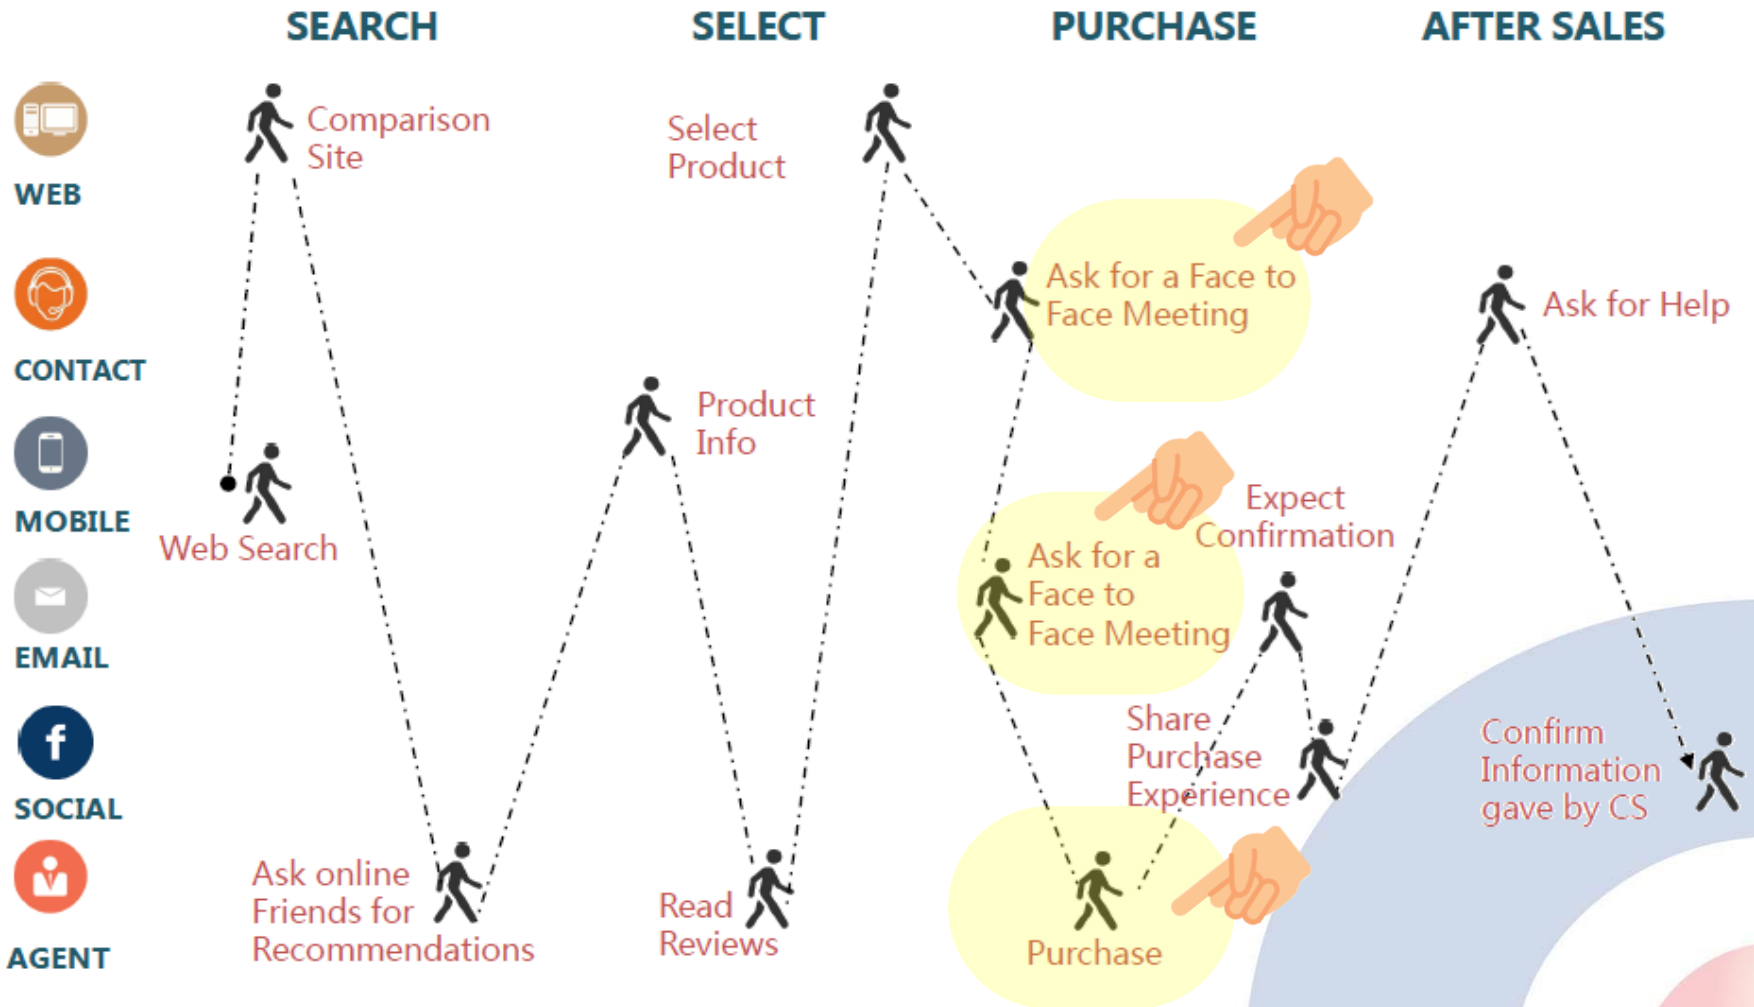 SEARCH
SELECT
PURCHASE
AFTER SALES
WEB
CONTACT
MOBILE
EMAIL
SOCIAL
AGENT
Comparison
Site
Web Search
Ask online
Friends for
Recommendations
Product
Info
Read
Reviews
Select
Product
Ask for a Face to
Face Meeting
Ask for a
Face to
Face Meeting
Purchase
Expect
Confirmation
Share
Purchase
Experience
Ask for Help
Confirm
Information
gave by CS